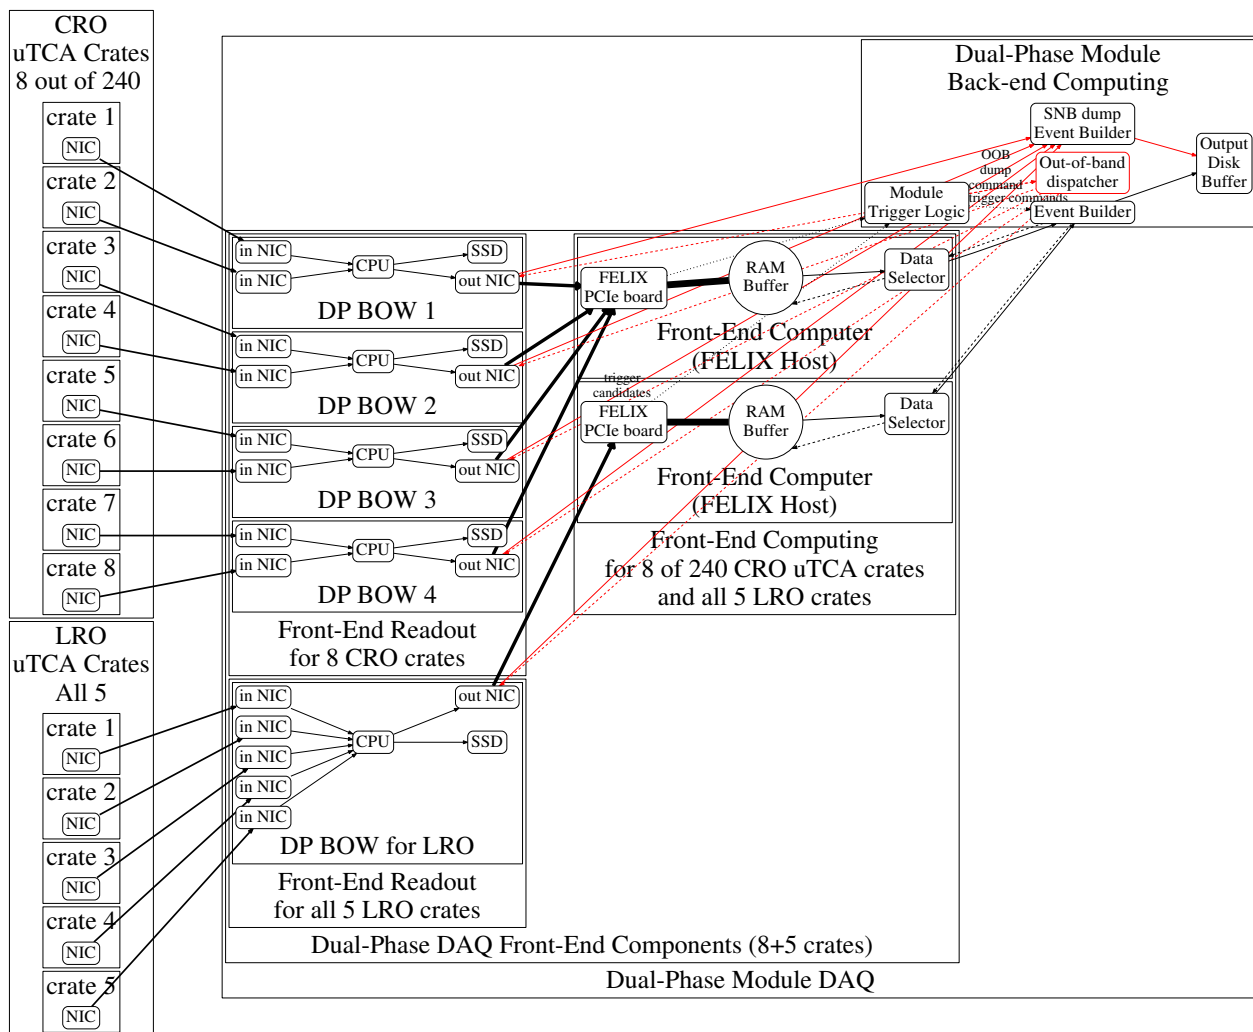 CRO
uTCA Crates
8 out of 240
crate 1
NIC
crate 2
NIC
crate 3
NIC
crate 4
NIC
crate 5
NIC
crate 6
NIC
crate 7
NIC
crate 8
NIC
LRO
uTCA Crates
All 5
crate 1
NIC
crate 2
NIC
crate 3
NIC
crate 4
NIC
crate 5
NIC
in NIC
in NIC
CPU
SSD
out NIC
DP BOW 1
in NIC
in NIC
CPU
SSD
out NIC
DP BOW 2
in NIC
in NIC
CPU
SSD
out NIC
DP BOW 3
in NIC
in NIC
CPU
SSD
out NIC
DP BOW 4
Front-End Readout
for 8 CRO crates
in NIC
in NIC
in NIC
in NIC
in NIC
CPU
out NIC
SSD
DP BOW for LRO
Front-End Readout
for all 5 LRO crates
FELIX
PCIe board
RAM
Buffer
Data
Selector
Front-End Computer
(FELIX Host)
trigger
candidates
FELIX
PCIe board
RAM
Buffer
Data
Selector
Front-End Computer
(FELIX Host)
Front-End Computing
for 8 of 240 CRO uTCA crates
and all 5 LRO crates
Dual-Phase Module
Back-end Computing
SNB dump
Event Builder
Output
Disk
Buffer
OOB
dump
command
Out-of-band
dispatcher
trigger commands
Module
Trigger Logic
Event Builder
Dual-Phase DAQ Front-End Components (8+5 crates)
Dual-Phase Module DAQ